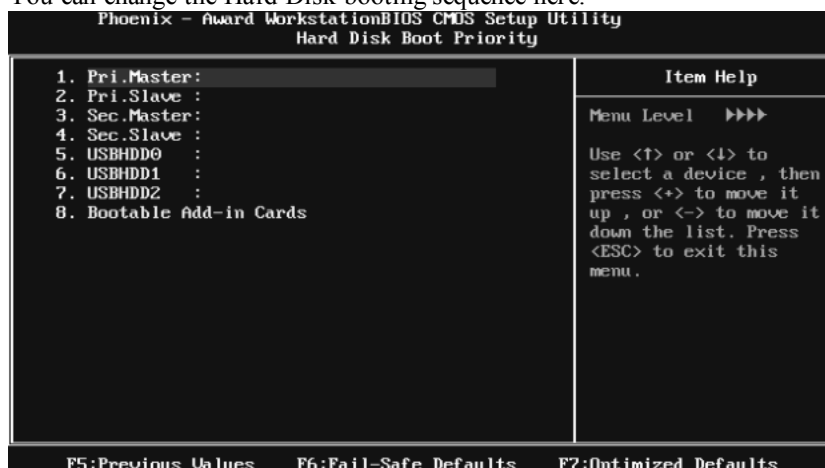 You can change the Hard Disk booting sequence here.
Phoenix - Award WorkstationBIOS CMOS Setup Utility
Hard Disk Boot Priority
1. Pri.Master:
2. Pri.Slave :
3. Sec.Master:
4. Sec.Slave :
5. USBHDD0 :
6. USBHDD1 :
7. USBHDD2 :
8. Bootable Add-in Cards
Item Help
Menu Level ▶▶▶▶
Use <↑> or <↓> to
select a device , then
press <+> to move it
up , or <-> to move it
down the list. Press
<ESC> to exit this
menu.
F5:Previous Values F6:Fail-Safe Defaults F7:Optimized Defaults